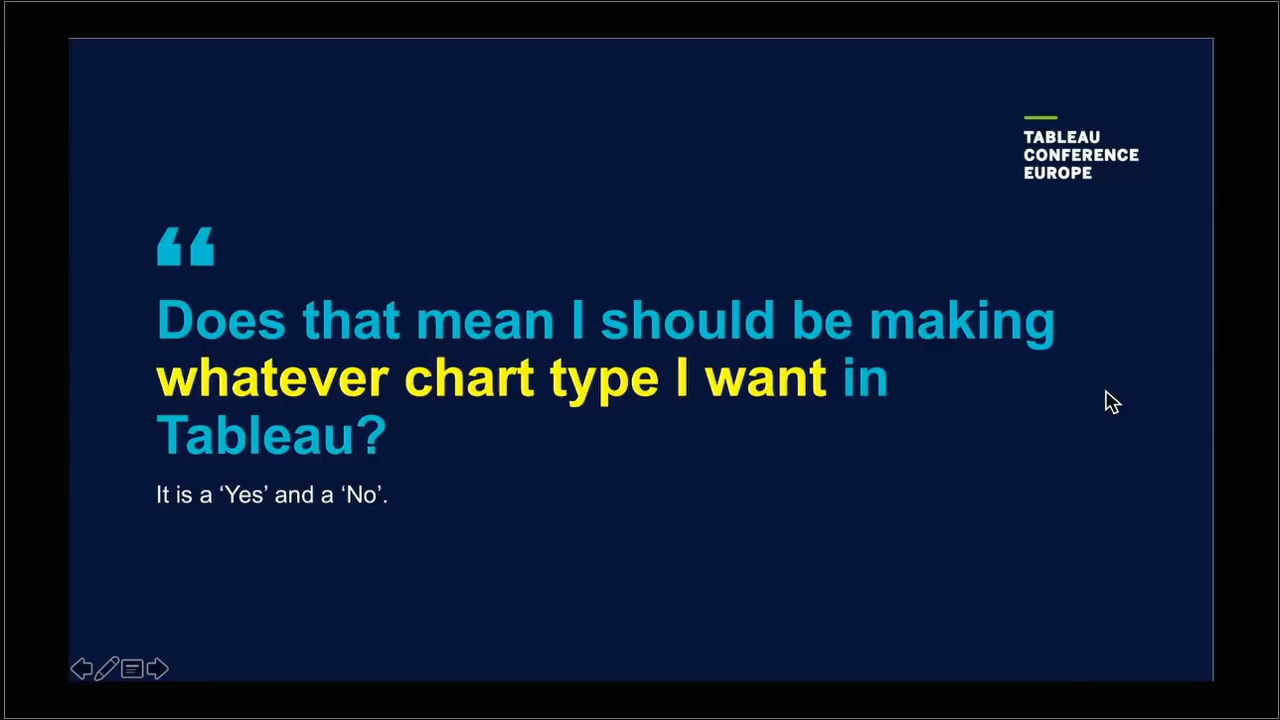 TABLEAU
CONFERENCE
EUROPE
“
Does that mean I should be making
whatever chart type I want in
Tableau?
It is a ‘Yes’ and a ‘No’.